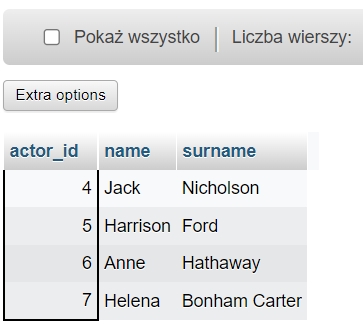 Pokaż wszystko Liczba wierszy:
Extra options
actor_id name surname
4 Jack Nicholson
5 Harrison Ford
6 Anne Hathaway
7 Helena Bonham Carter